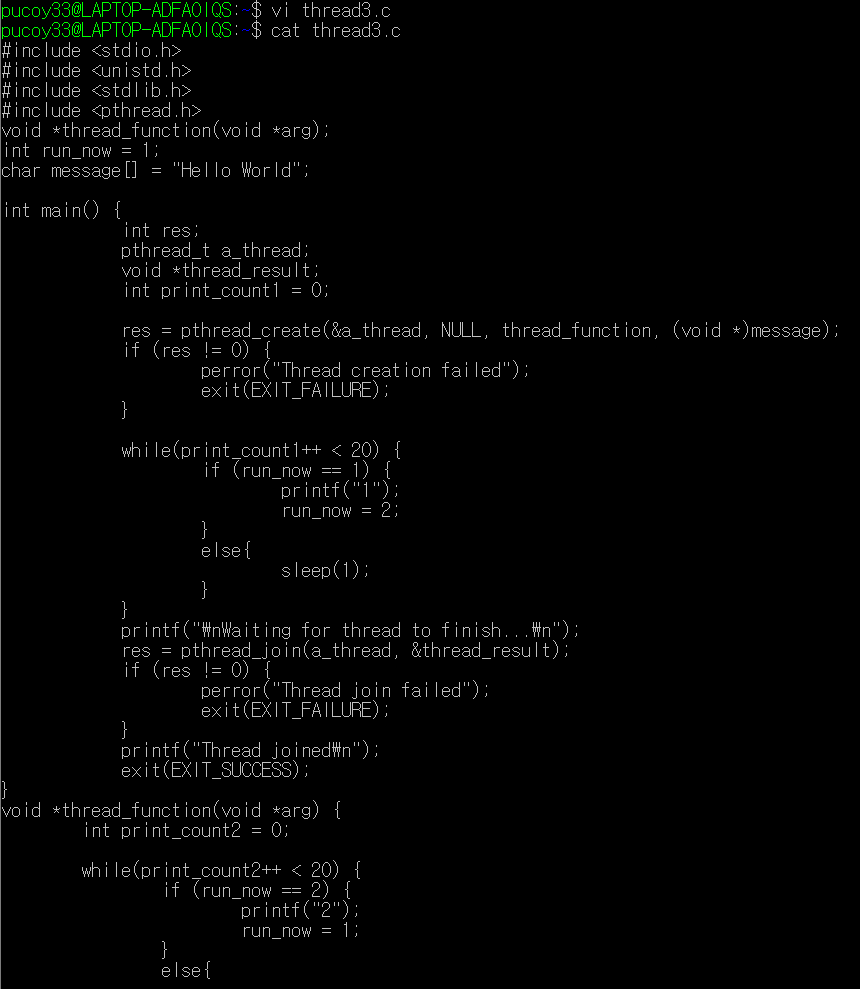 pucoy33@LAPTOP-ADFAOIQS:~$ vi thread3.c
pucoy33@LAPTOP-ADFAOIQS:~$ cat thread3.c
#include <stdio.h>
#include <unistd.h>
#include <stdlib.h>
#include <pthread.h>
void *thread_function(void *arg);
int run_now = 1;
char message[] = "Hello World";

int main() {
            int res;
            pthread_t a_thread;
            void *thread_result;
            int print_count1 = 0;

            res = pthread_create(&a_thread, NULL, thread_function, (void *)message);
            if (res != 0) {
                    perror("Thread creation failed");
                    exit(EXIT_FAILURE);
            }

            while(print_count1++ < 20) {
                    if (run_now == 1) {
                            printf("1");
                            run_now = 2;
                    }
                    else{
                            sleep(1);
                    }
            }
            printf("₩nWaiting for thread to finish...₩n");
            res = pthread_join(a_thread, &thread_result);
            if (res != 0) {
                    perror("Thread join failed");
                    exit(EXIT_FAILURE);
            }
            printf("Thread joined₩n");
            exit(EXIT_SUCCESS);
}
void *thread_function(void *arg) {
        int print_count2 = 0;

        while(print_count2++ < 20) {
                if (run_now == 2) {
                        printf("2");
                        run_now = 1;
                }
                else{